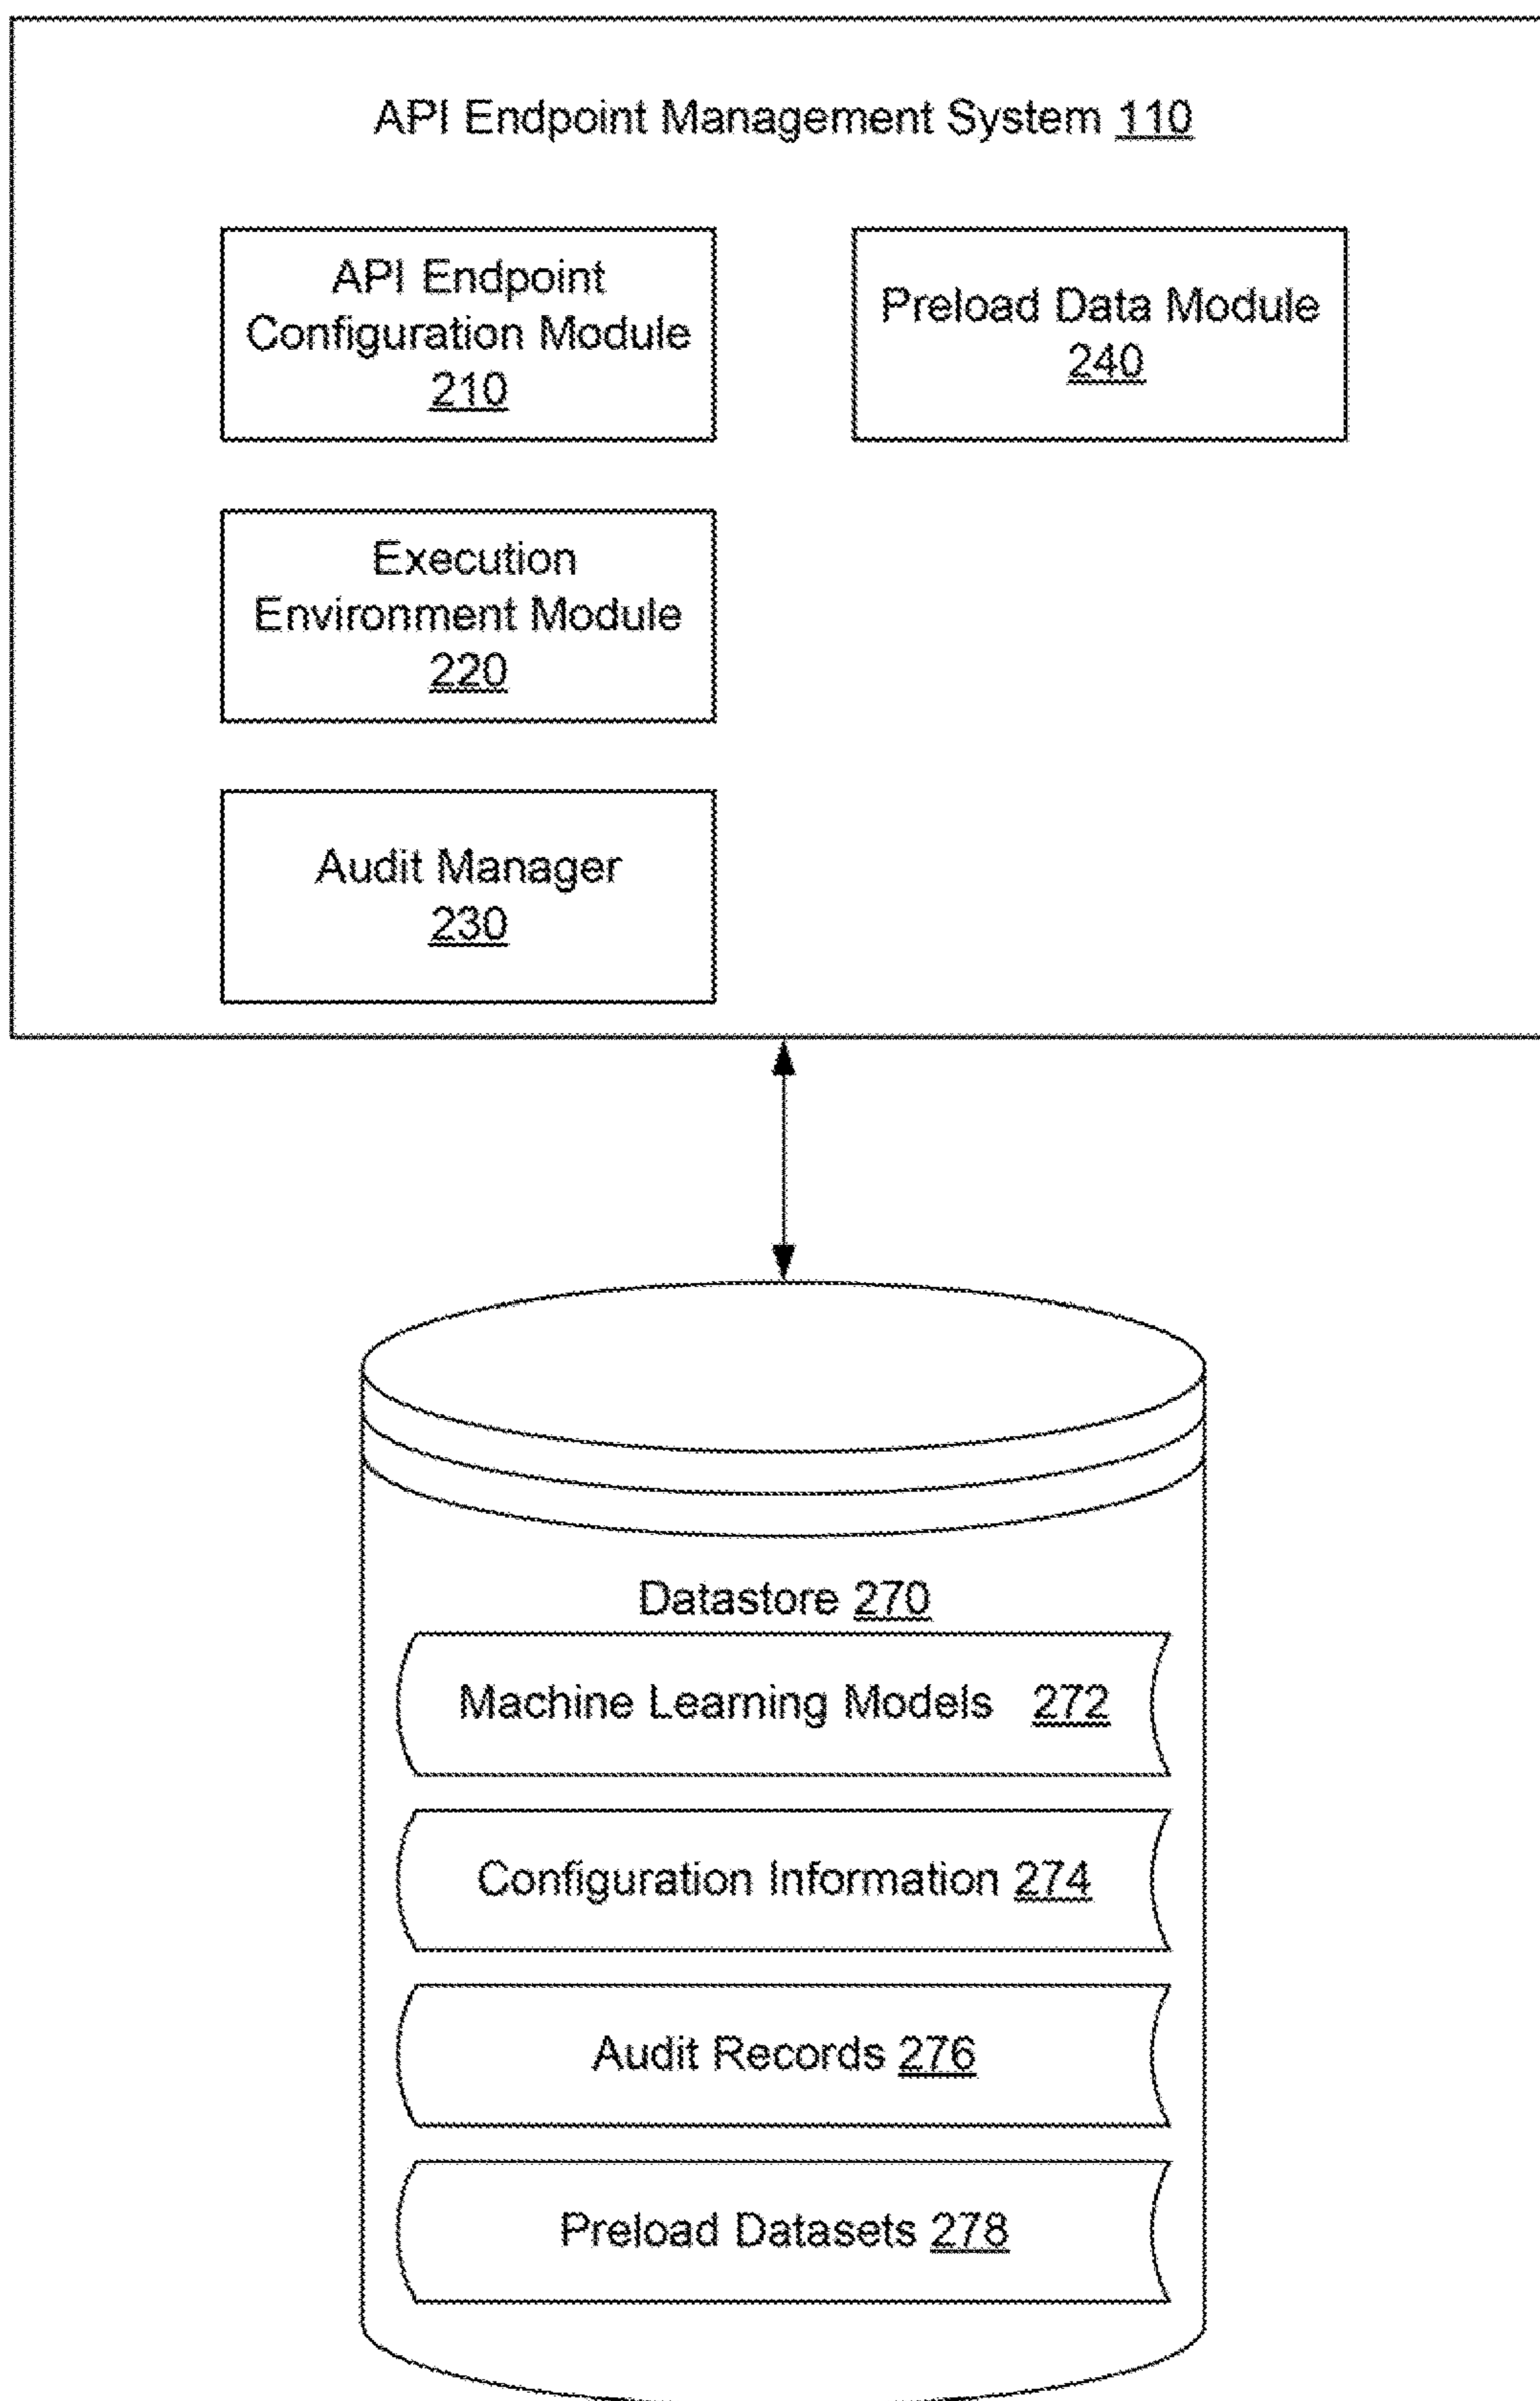 API Endpoint Management System 110
API Endpoint
Configuration Module
210
Preload Data Module
240
Execution
Environment Module
220
Audit Manager
230
Datastore 270
Machine Learning Models 272
Configuration Information 274
Audit Records 276
Preload Datasets 278